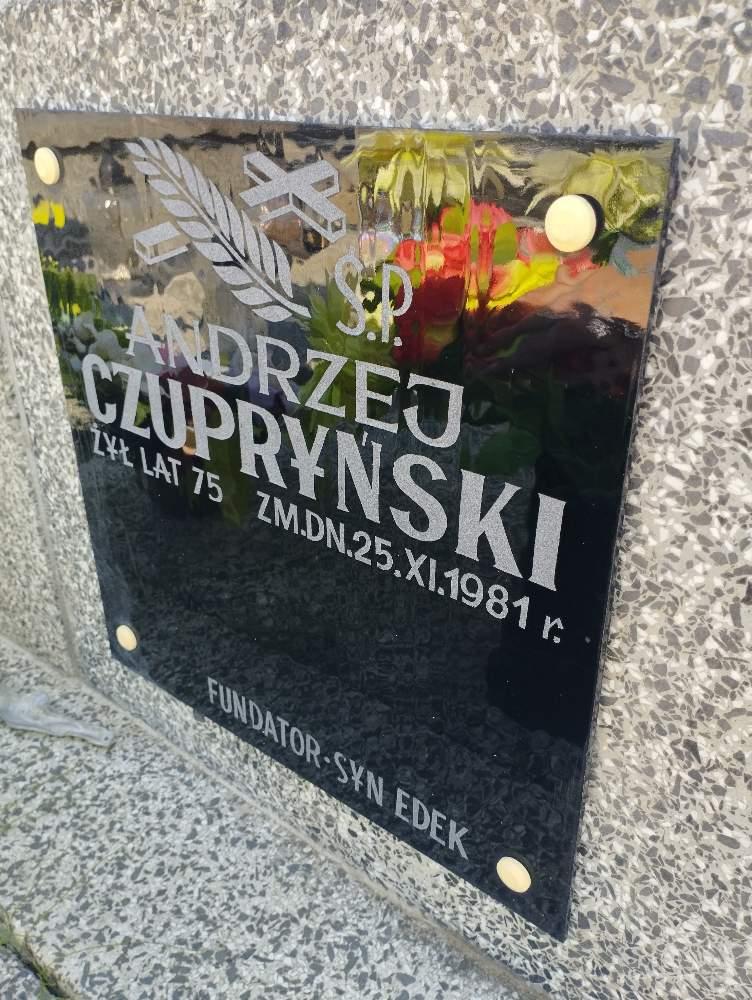 Ś.P.
ANDRZEJ
CZUPRYŃSKI
ŻYŁ LAT 75 ZM.DN.25.XI.1981 r.
FUNDATOR-SYN EDEK